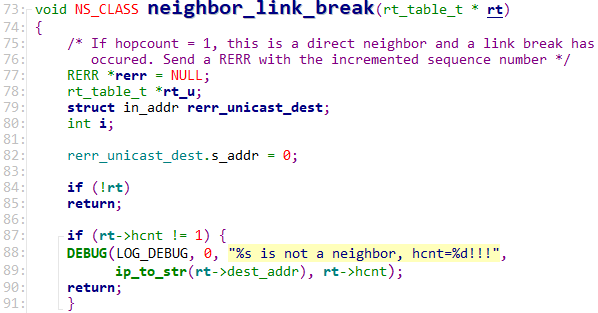 73: void NS_CLASS neighbor_link_break(rt_table_t * rt)
74: {
75:     /* If hopcount = 1, this is a direct neighbor and a link break has
76:        occured. Send a RERR with the incremented sequence number */
77:     RERR *rerr = NULL;
78:     rt_table_t *rt_u;
79:     struct in_addr rerr_unicast_dest;
80:     int i;
81:
82:     rerr_unicast_dest.s_addr = 0;
83:
84:     if (!rt)
85:     return;
86:
87:     if (rt->hcnt != 1) {
88:     DEBUG(LOG_DEBUG, 0, "%s is not a neighbor, hcnt=%d!!!",
89:           ip_to_str(rt->dest_addr), rt->hcnt);
90:     return;
91:     }